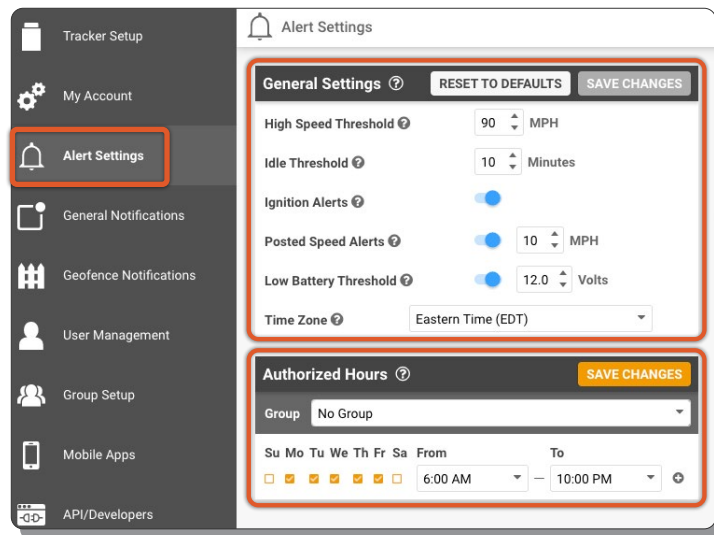 Tracker Setup
My Account
Alert Settings
General Notifications
Geofence Notifications
User Management
Group Setup
Mobile Apps
API/Developers
Alert Settings
General Settings ? RESET TO DEFAULTS SAVE CHANGES
High Speed Threshold ? 90 MPH
Idle Threshold ? 10 Minutes
Ignition Alerts ?
Posted Speed Alerts ? 10 MPH
Low Battery Threshold ? 12.0 Volts
Time Zone ? Eastern Time (EDT)
Authorized Hours ? SAVE CHANGES
Group No Group
Su Mo Tu We Th Fr Sa From To
6:00 AM — 10:00 PM